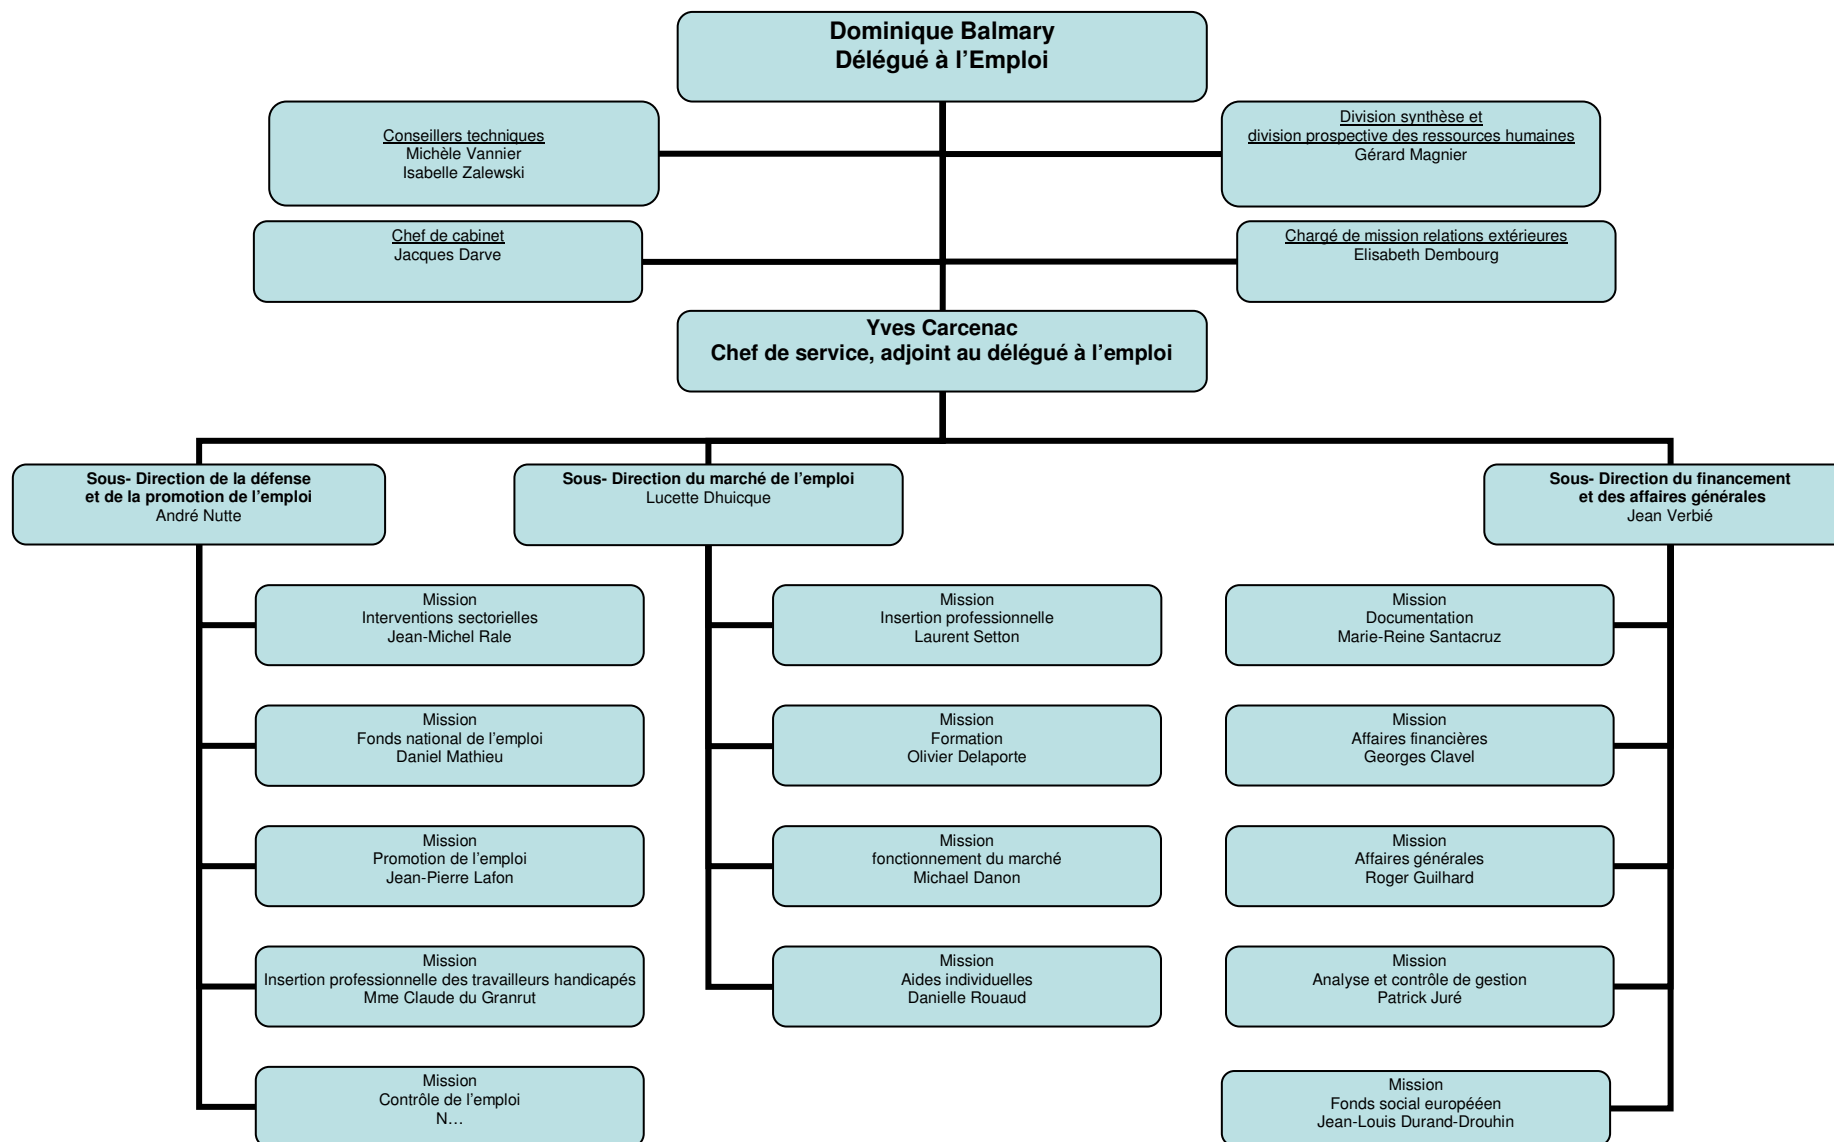 Dominique Balmary
Délégué à l’Emploi
Conseillers techniques
Michèle Vannier
Isabelle Zalewski
Division synthèse et
division prospective des ressources humaines
Gérard Magnier
Chef de cabinet
Jacques Darve
Chargé de mission relations extérieures
Elisabeth Dembourg
Yves Carcenac
Chef de service, adjoint au délégué à l’emploi
Sous- Direction de la défense
et de la promotion de l’emploi
André Nutte
Sous- Direction du marché de l’emploi
Lucette Dhuicque
Sous- Direction du financement
et des affaires générales
Jean Verbié
Mission
Interventions sectorielles
Jean-Michel Rale
Mission
Insertion professionnelle
Laurent Setton
Mission
Documentation
Marie-Reine Santacruz
Mission
Fonds national de l’emploi
Daniel Mathieu
Mission
Formation
Olivier Delaporte
Mission
Affaires financières
Georges Clavel
Mission
Promotion de l’emploi
Jean-Pierre Lafon
Mission
fonctionnement du marché
Michael Danon
Mission
Affaires générales
Roger Guilhard
Mission
Insertion professionnelle des travailleurs handicapés
Mme Claude du Granrut
Mission
Aides individuelles
Danielle Rouaud
Mission
Analyse et contrôle de gestion
Patrick Juré
Mission
Contrôle de l’emploi
N…
Mission
Fonds social europééen
Jean-Louis Durand-Drouhin